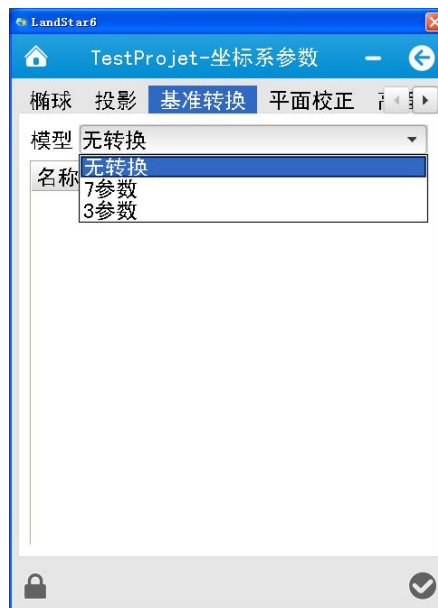 LandStar6
TestProjet-坐标系参数
椭球 投影 基准转换 平面校正
模型 无转换
名称
无转换
7参数
3参数